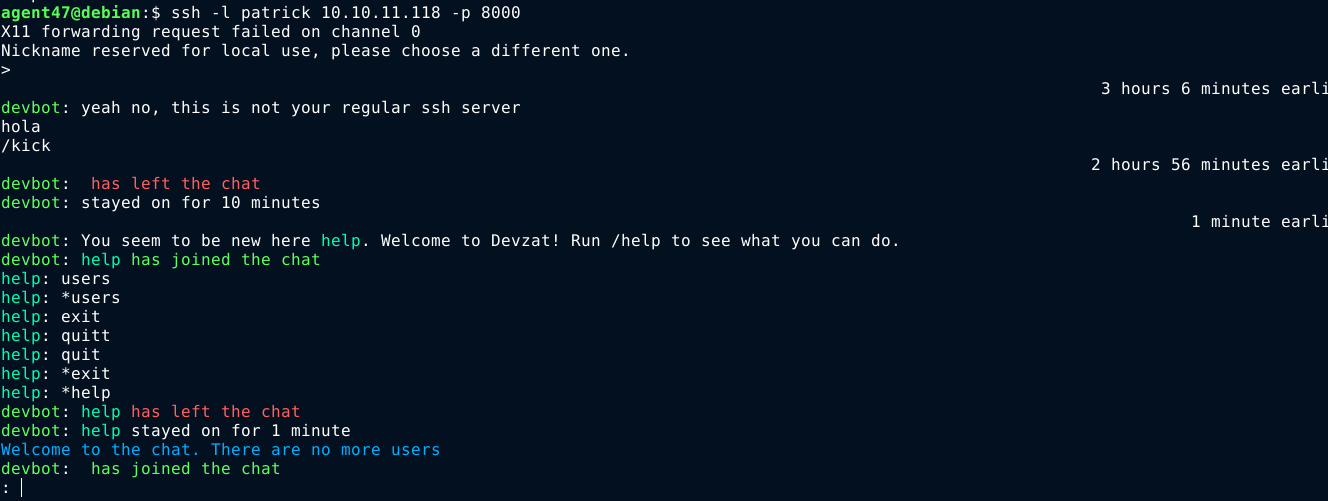 agent47@debian:$ ssh -l patrick 10.10.11.118 -p 8000
X11 forwarding request failed on channel 0
Nickname reserved for local use, please choose a different one.
>
3 hours 6 minutes earli
devbot: yeah no, this is not your regular ssh server
hola
/kick
2 hours 56 minutes earli
devbot:  has left the chat
devbot: stayed on for 10 minutes
1 minute earli
devbot: You seem to be new here help. Welcome to Devzat! Run /help to see what you can do.
devbot: help has joined the chat
help: users
help: *users
help: exit
help: quitt
help: quit
help: *exit
help: *help
devbot: help has left the chat
devbot: help stayed on for 1 minute
Welcome to the chat. There are no more users
devbot:  has joined the chat
: